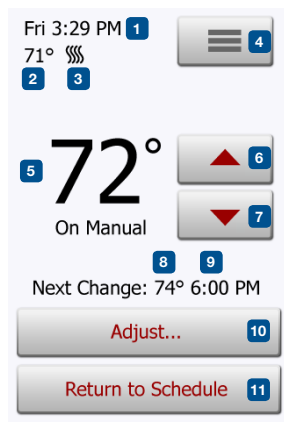 Fri 3:29 PM 1
4
71°
2 3
5 72°
6
On Manual
7
8 9
Next Change: 74° 6:00 PM
Adjust... 10
Return to Schedule 11